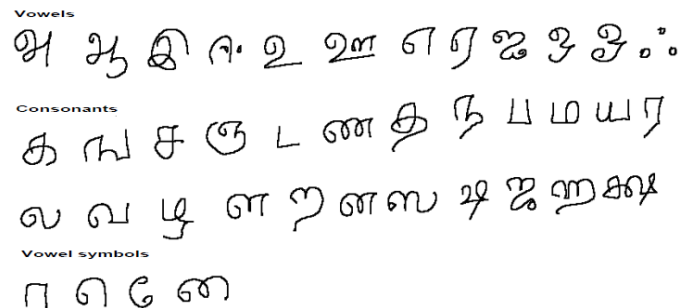 Vowels
அ ஆ இ ஈ உ ஊ எ ஏ ஐ ஒ ஓ ஃ
Consonants
க ங ச ஞ ட ண த ந ப ம ய ர
ல வ ழ ள ற ன ஸ ஷ ஜ ஹ க்ஷ
Vowel symbols
ா ெ ே ை